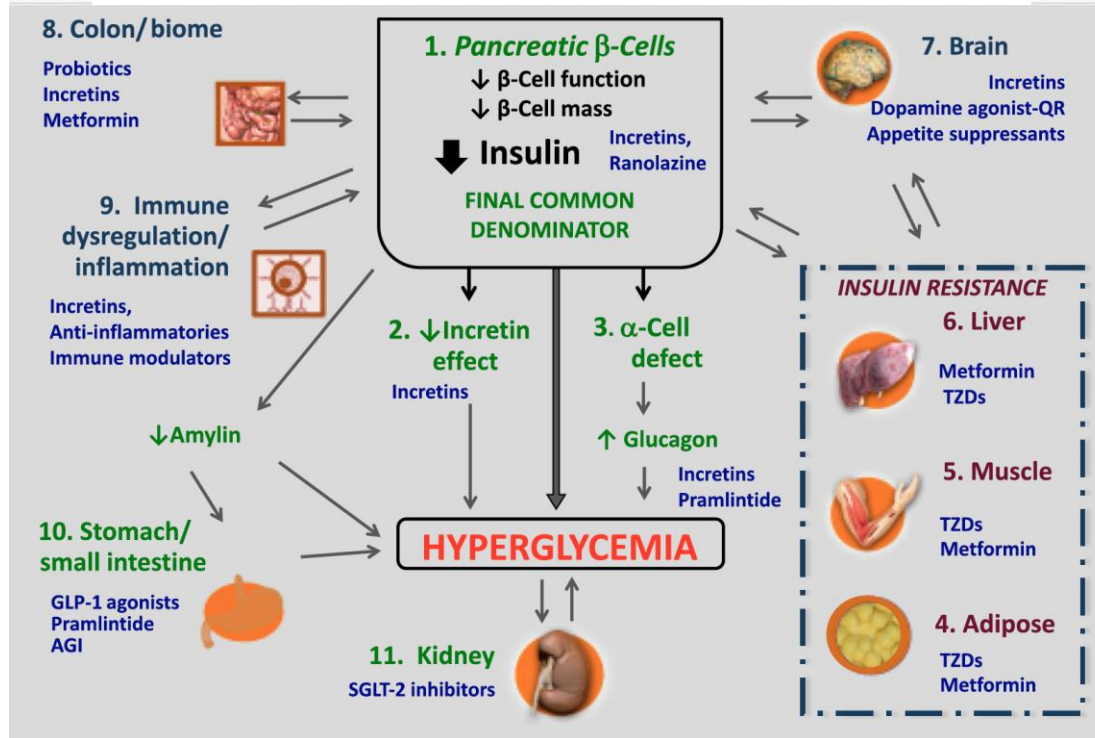 8. Colon/biome
Probiotics
Incretins
Metformin
1. Pancreatic β-Cells
↓ β-Cell function
↓ β-Cell mass
↓ Insulin
Incretins,
Ranolazine
FINAL COMMON
DENOMINATOR
7. Brain
Incretins
Dopamine agonist-QR
Appetite suppressants
9. Immune
dysregulation/
inflammation
Incretins,
Anti-inflammatories
Immune modulators
2. ↓Incretin
effect
Incretins
3. α-Cell
defect
↑ Glucagon
Incretins
Pramlintide
↓Amylin
10. Stomach/
small intestine
GLP-1 agonists
Pramlintide
AGI
HYPERGLYCEMIA
11. Kidney
SGLT-2 inhibitors
INSULIN RESISTANCE
6. Liver
Metformin
TZDs
5. Muscle
TZDs
Metformin
4. Adipose
TZDs
Metformin